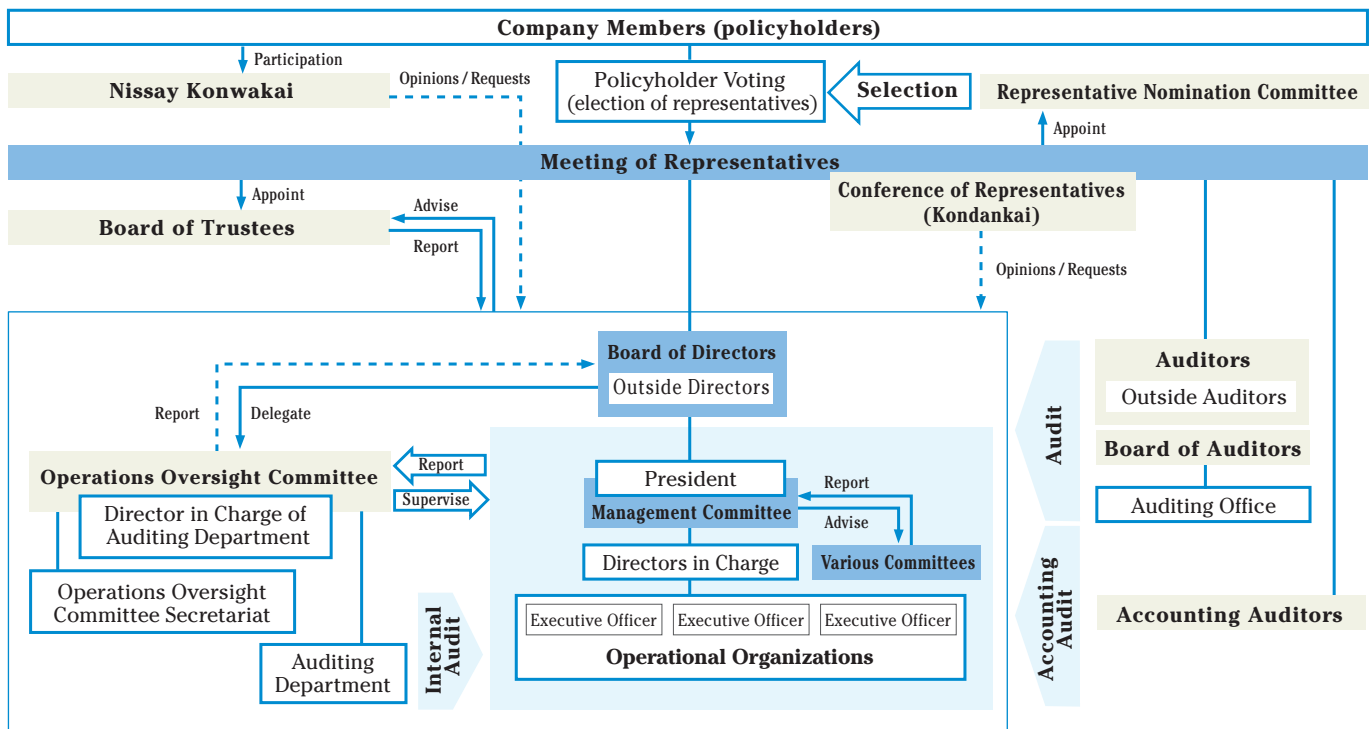 Company Members (policyholders)
Participation
Nissay Konwakai
Opinions / Requests
Policyholder Voting
(election of representatives)
Selection
Representative Nomination Committee
Appoint
Meeting of Representatives
Appoint
Board of Trustees
Advise
Report
Conference of Representatives
(Kondankai)
Opinions / Requests
Board of Directors
Outside Directors
Report
Delegate
Operations Oversight Committee
Director in Charge of
Auditing Department
Operations Oversight
Committee Secretariat
Auditing
Department
Report
Supervise
Internal
Audit
President
Management Committee
Report
Advise
Various Committees
Directors in Charge
Executive Officer
Executive Officer
Executive Officer
Operational Organizations
Audit
Accounting
Audit
Auditors
Outside Auditors
Board of Auditors
Auditing Office
Accounting Auditors